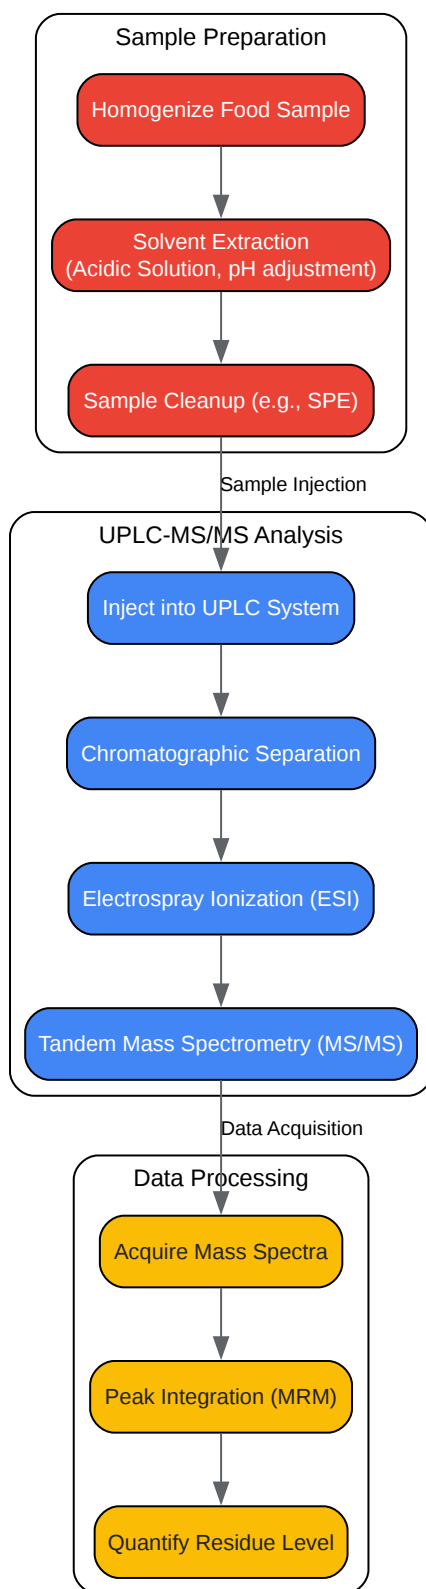 Sample Preparation
Homogenize Food Sample
Solvent Extraction
(Acidic Solution, pH adjustment)
Sample Cleanup (e.g., SPE)
Sample Injection
UPLC-MS/MS Analysis
Inject into UPLC System
Chromatographic Separation
Electrospray Ionization (ESI)
Tandem Mass Spectrometry (MS/MS)
Data Acquisition
Data Processing
Acquire Mass Spectra
Peak Integration (MRM)
Quantify Residue Level